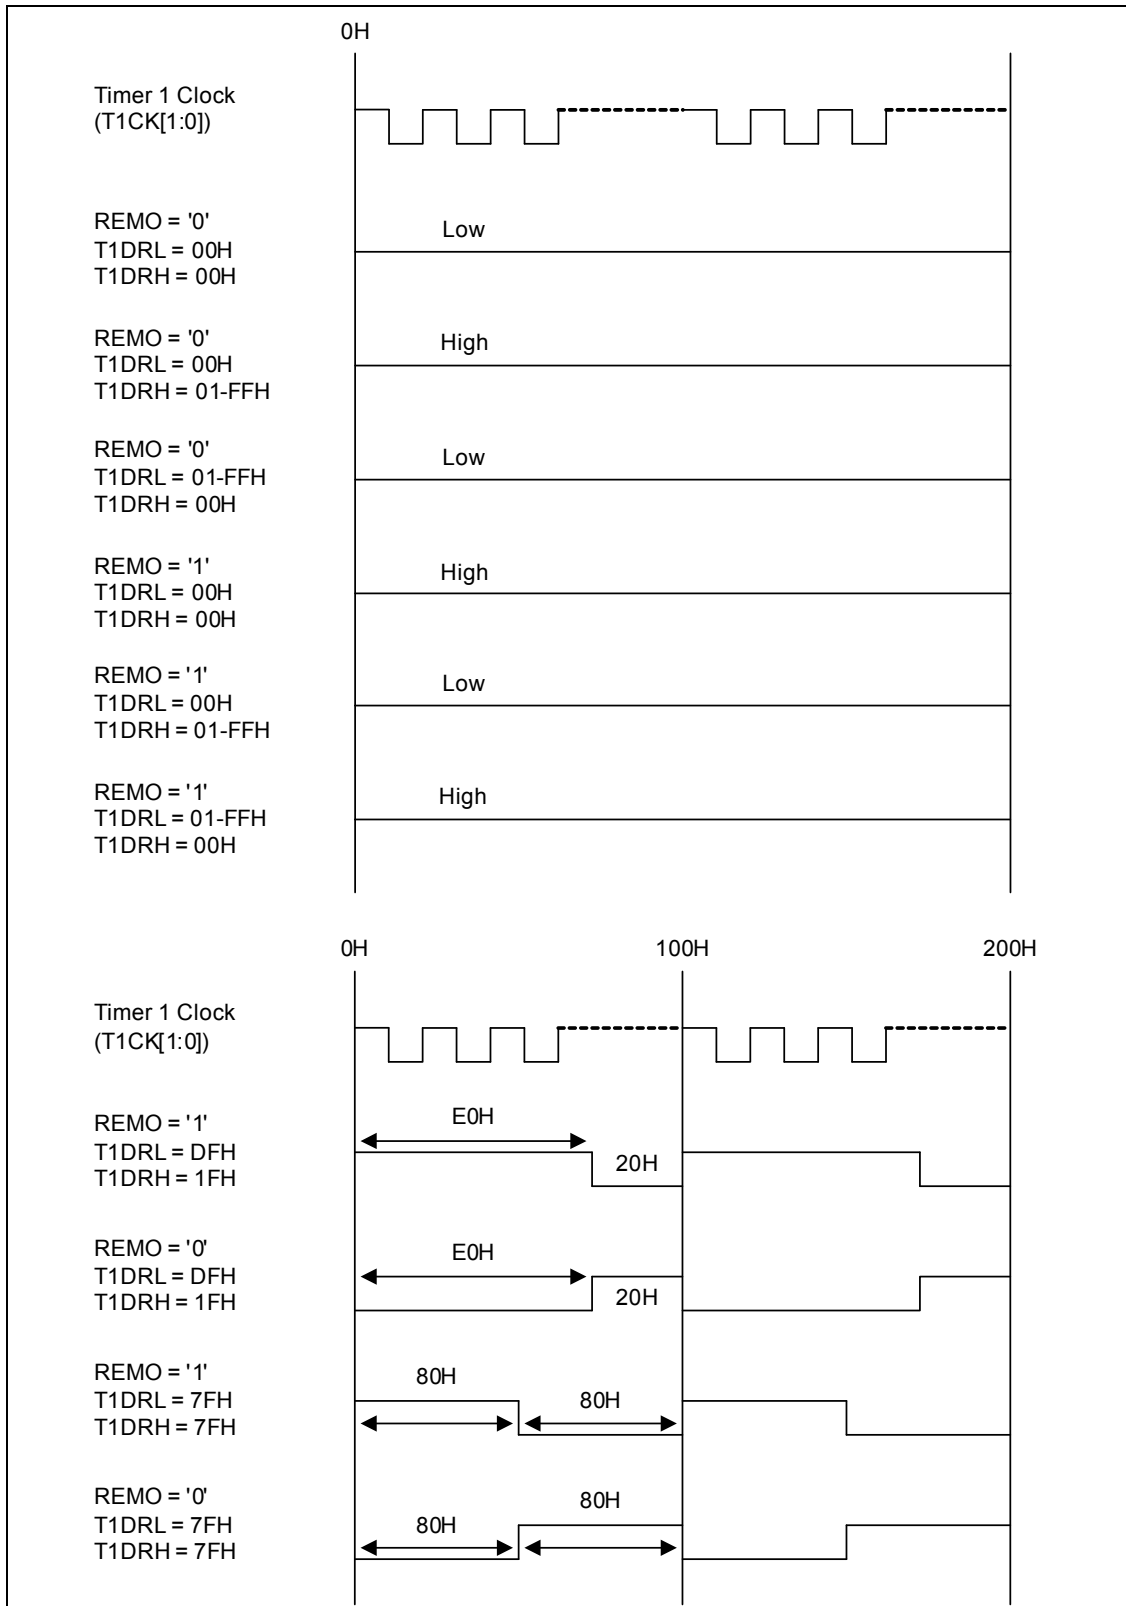 0H
Timer 1 Clock
(T1CK[1:0])
REMO = '0'
T1DRL = 00H
T1DRH = 00H
Low
REMO = '0'
T1DRL = 00H
T1DRH = 01-FFH
High
REMO = '0'
T1DRL = 01-FFH
T1DRH = 00H
Low
REMO = '1'
T1DRL = 00H
T1DRH = 00H
High
REMO = '1'
T1DRL = 00H
T1DRH = 01-FFH
Low
REMO = '1'
T1DRL = 01-FFH
T1DRH = 00H
High
0H 100H 200H
Timer 1 Clock
(T1CK[1:0])
REMO = '1'
T1DRL = DFH
T1DRH = 1FH
E0H
20H
REMO = '0'
T1DRL = DFH
T1DRH = 1FH
E0H
20H
REMO = '1'
T1DRL = 7FH
T1DRH = 7FH
80H
80H
REMO = '0'
T1DRL = 7FH
T1DRH = 7FH
80H
80H